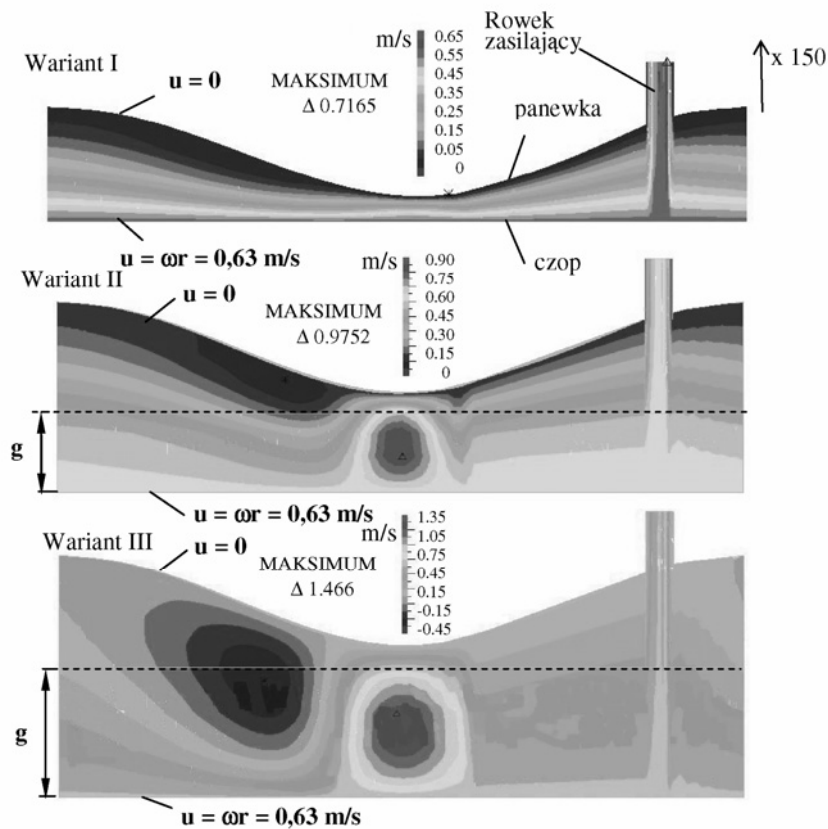 Wariant I
u = 0
MAKSIMUM
Δ 0.7165
m/s
0.65
0.55
0.45
0.35
0.25
0.15
0.05
0
Rowek
zasilający
x 150
panewka
u = ωr = 0,63 m/s
czop
Wariant II
u = 0
MAKSIMUM
Δ 0.9752
m/s
0.90
0.75
0.60
0.45
0.30
0.15
0
g
u = ωr = 0,63 m/s
Wariant III
u = 0
MAKSIMUM
Δ 1.466
m/s
1.35
1.05
0.75
0.45
0.15
-0.15
-0.45
g
u = ωr = 0,63 m/s